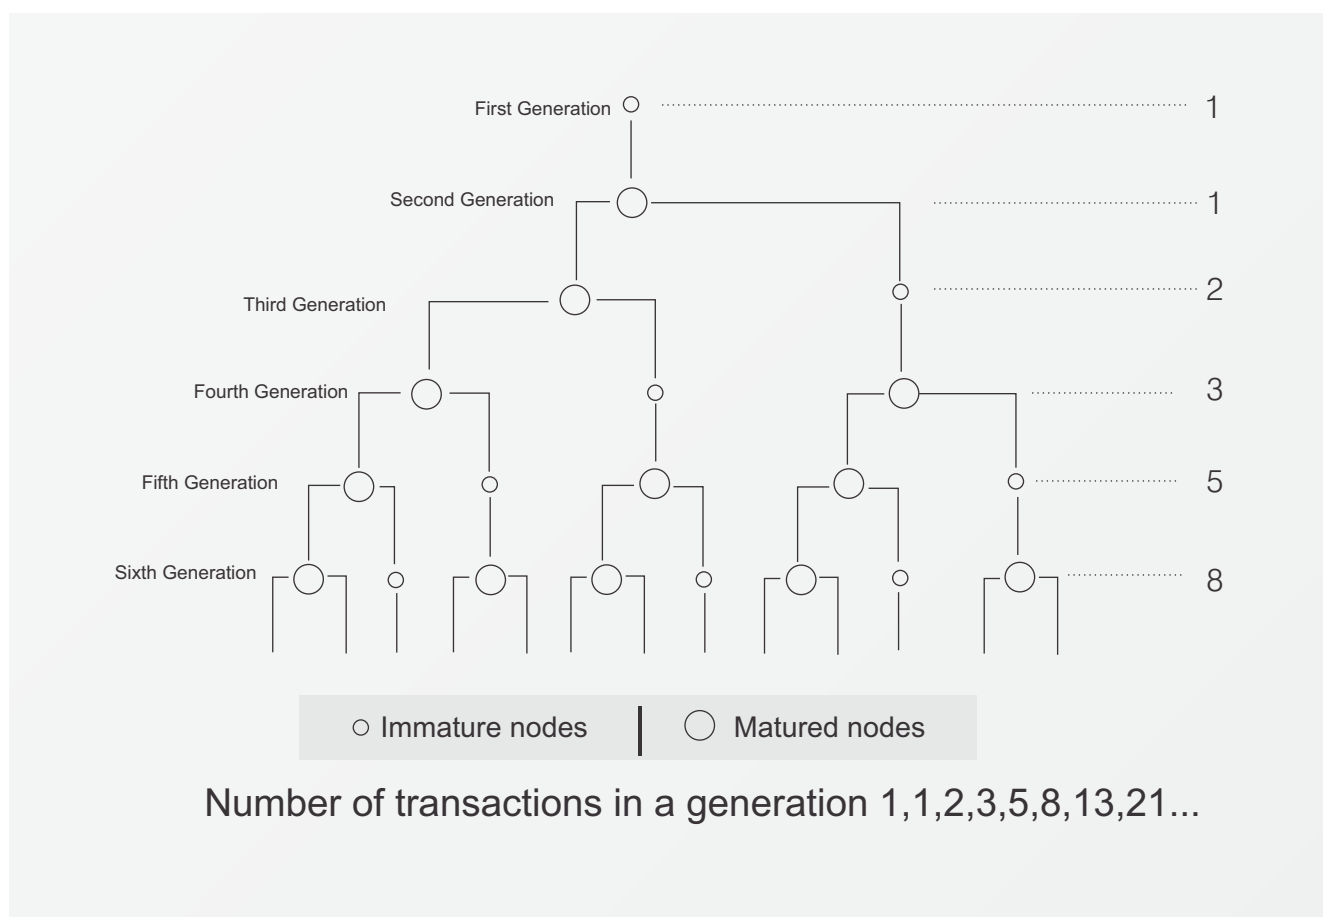 First Generation 1
Second Generation 1
Third Generation 2
Fourth Generation 3
Fifth Generation 5
Sixth Generation 8
Immature nodes Matured nodes
Number of transactions in a generation 1,1,2,3,5,8,13,21...